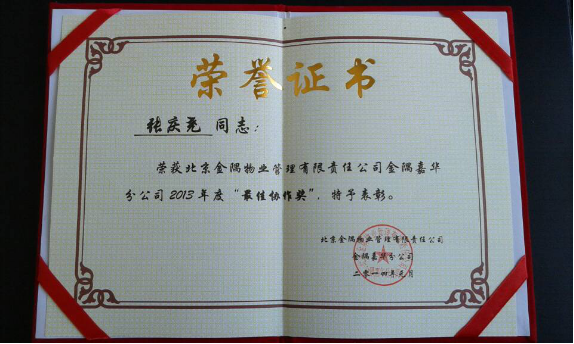 荣誉证书
张庆尧 同志：
荣获北京金隅物业管理有限责任公司金隅嘉华
分公司2013年度“最佳协作奖”，特予表彰。
北京金隅物业管理有限责任公司
金隅嘉华分公司
二零一四年元月